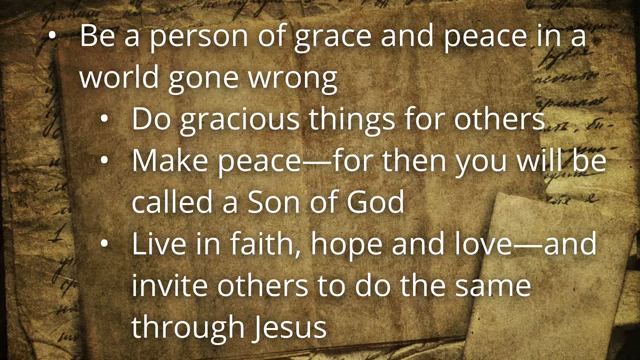 • Be a person of grace and peace in a
world gone wrong
• Do gracious things for others
• Make peace—for then you will be
called a Son of God
• Live in faith, hope and love—and
invite others to do the same
through Jesus